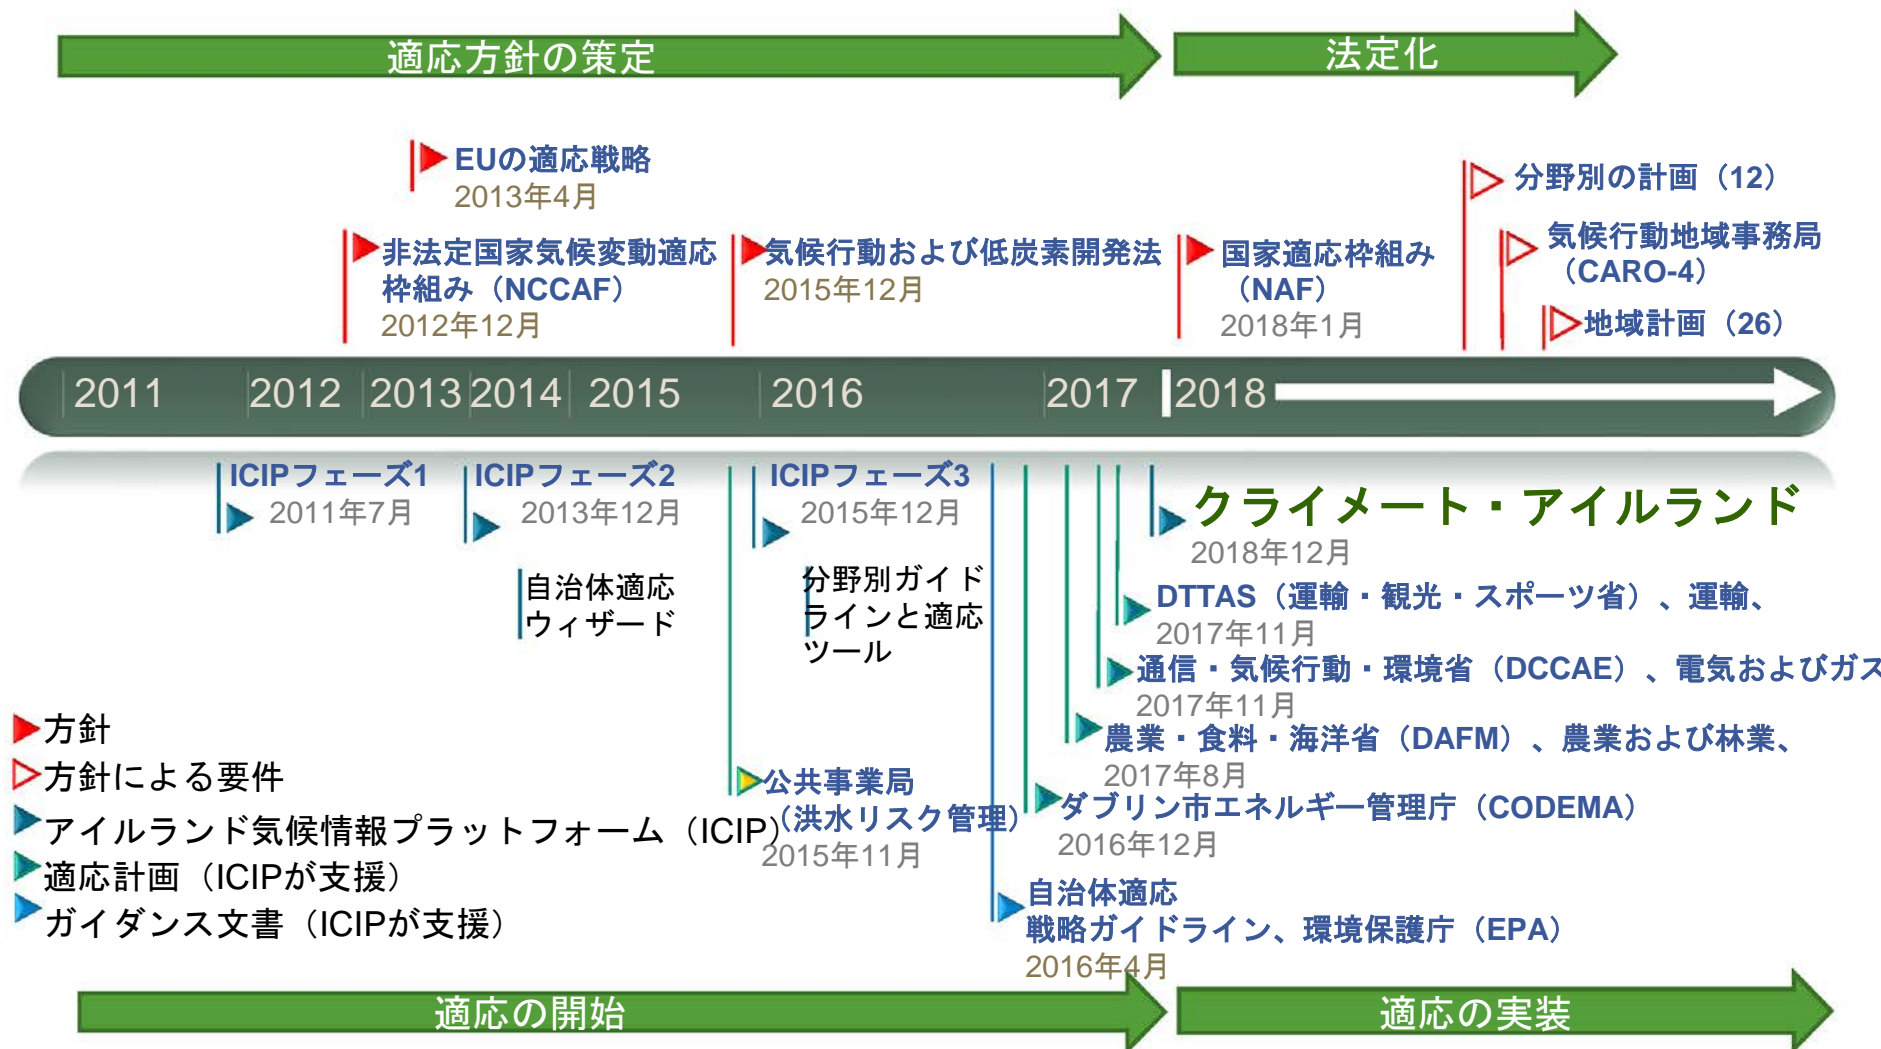 適応方針の策定
法定化
EUの適応戦略
2013年4月
分野別の計画（12）
非法定国家気候変動適応
枠組み（NCCAF）
2012年12月
気候行動および低炭素開発法
2015年12月
国家適応枠組み
（NAF）
2018年1月
気候行動地域事務局
（CARO-4）
地域計画（26）
2011 2012 2013 2014 2015 2016 2017 2018
ICIPフェーズ1
2011年7月
ICIPフェーズ2
2013年12月
ICIPフェーズ3
2015年12月
クライメート・アイルランド
2018年12月
自治体適応
ウィザード
分野別ガイド
ラインと適応
ツール
DTTAS（運輸・観光・スポーツ省）、運輸、
2017年11月
通信・気候行動・環境省（DCCAE）、電気およびガス
2017年11月
農業・食料・海洋省（DAFM）、農業および林業、
2017年8月
公共事業局
（洪水リスク管理）
2015年11月
ダブリン市エネルギー管理庁（CODEMA）
2016年12月
自治体適応
戦略ガイドライン、環境保護庁（EPA）
2016年4月
方針
方針による要件
アイルランド気候情報プラットフォーム（ICIP）
適応計画（ICIPが支援）
ガイダンス文書（ICIPが支援）
適応の開始
適応の実装